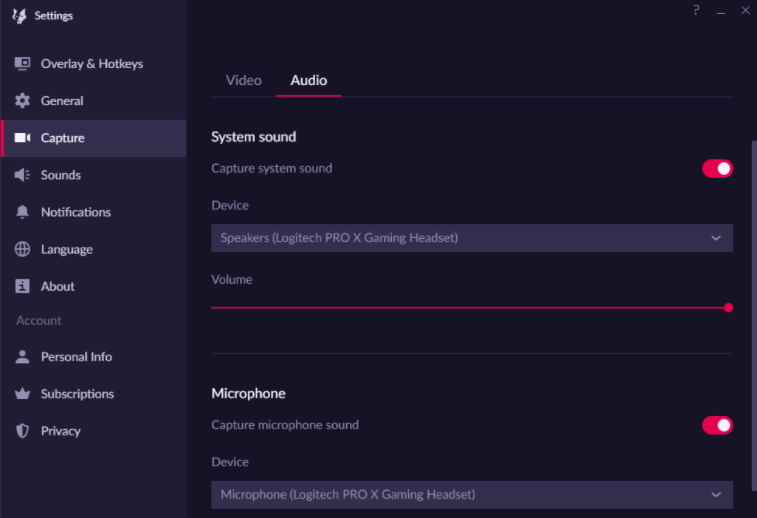 Settings
?
Overlay & Hotkeys
General
Capture
Sounds
Notifications
Language
About
Account
Personal Info
Subscriptions
Privacy
Video
Audio
System sound
Capture system sound
Device
Speakers (Logitech PRO X Gaming Headset)
Volume
Microphone
Capture microphone sound
Device
Microphone (Logitech PRO X Gaming Headset)